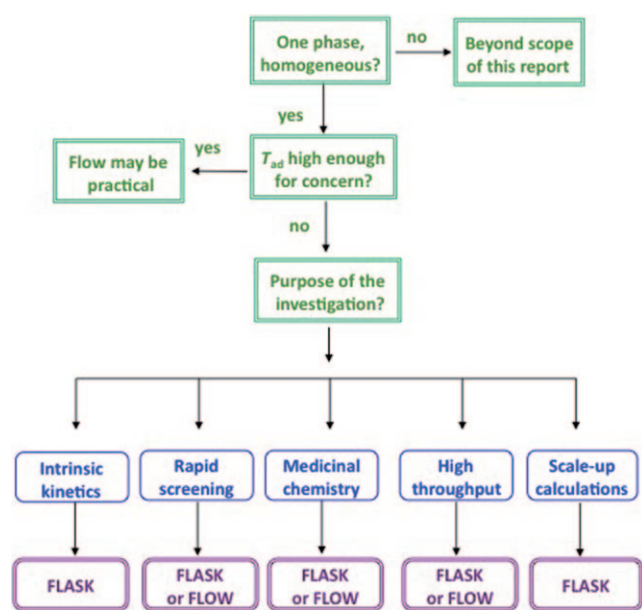 One phase,
homogeneous?
no
Beyond scope
of this report
yes
Flow may be
practical
yes
Tad high enough
for concern?
no
Purpose of the
investigation?
Intrinsic
kinetics
Rapid
screening
Medicinal
chemistry
High
throughput
Scale-up
calculations
FLASK
FLASK
or FLOW
FLASK
or FLOW
FLASK
or FLOW
FLASK